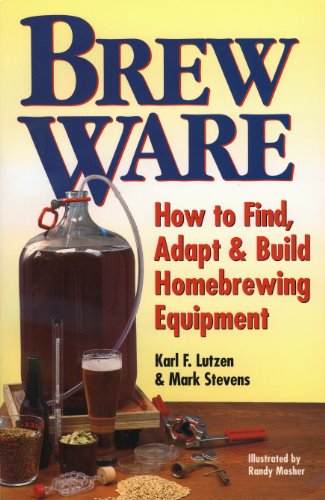 BREW
WARE
How to Find,
Adapt & Build
Homebrewing
Equipment
Karl F. Lutzen
& Mark Stevens
Illustrated by
Randy Mosher